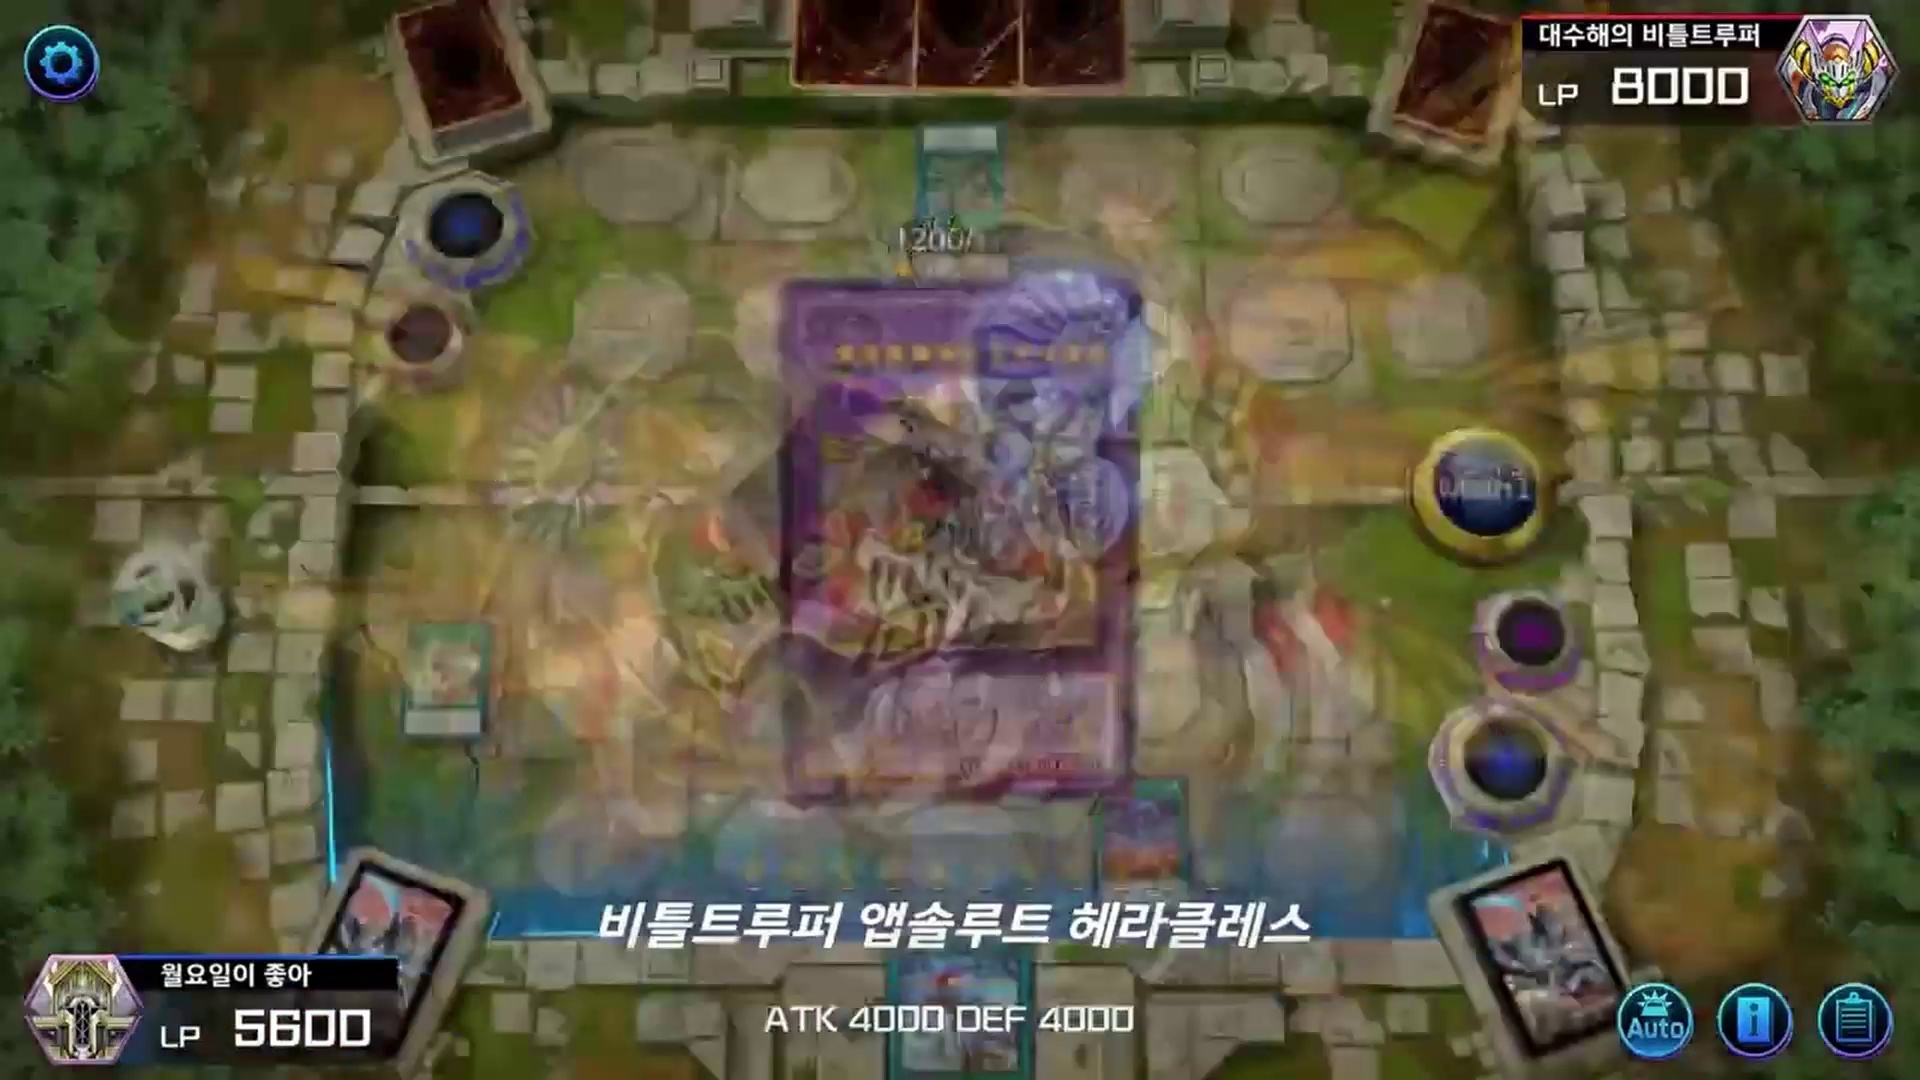 대수해의 비틀트루퍼
LP 8000
비틀트루퍼 앱솔루트 헤라클레스
월요일이 좋아
LP 5600
ATK 4000 DEF 4000
Auto